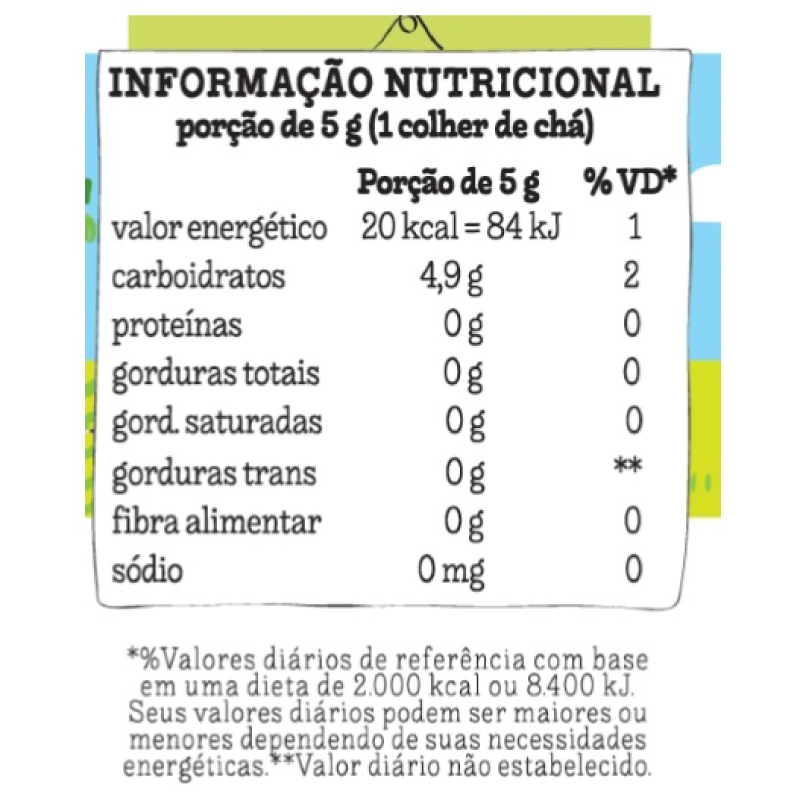 INFORMAÇÃO NUTRICIONAL
porção de 5 g (1 colher de chá)
Porção de 5 g % VD*
valor energético 20 kcal = 84 kJ 1
carboidratos 4,9 g 2
proteínas 0 g 0
gorduras totais 0 g 0
gord. saturadas 0 g 0
gorduras trans 0 g **
fibra alimentar 0 g 0
sódio 0 mg 0
*%Valores diários de referência com base
em uma dieta de 2.000 kcal ou 8.400 kJ.
Seus valores diários podem ser maiores ou
menores dependendo de suas necessidades
energéticas.**Valor diário não estabelecido.